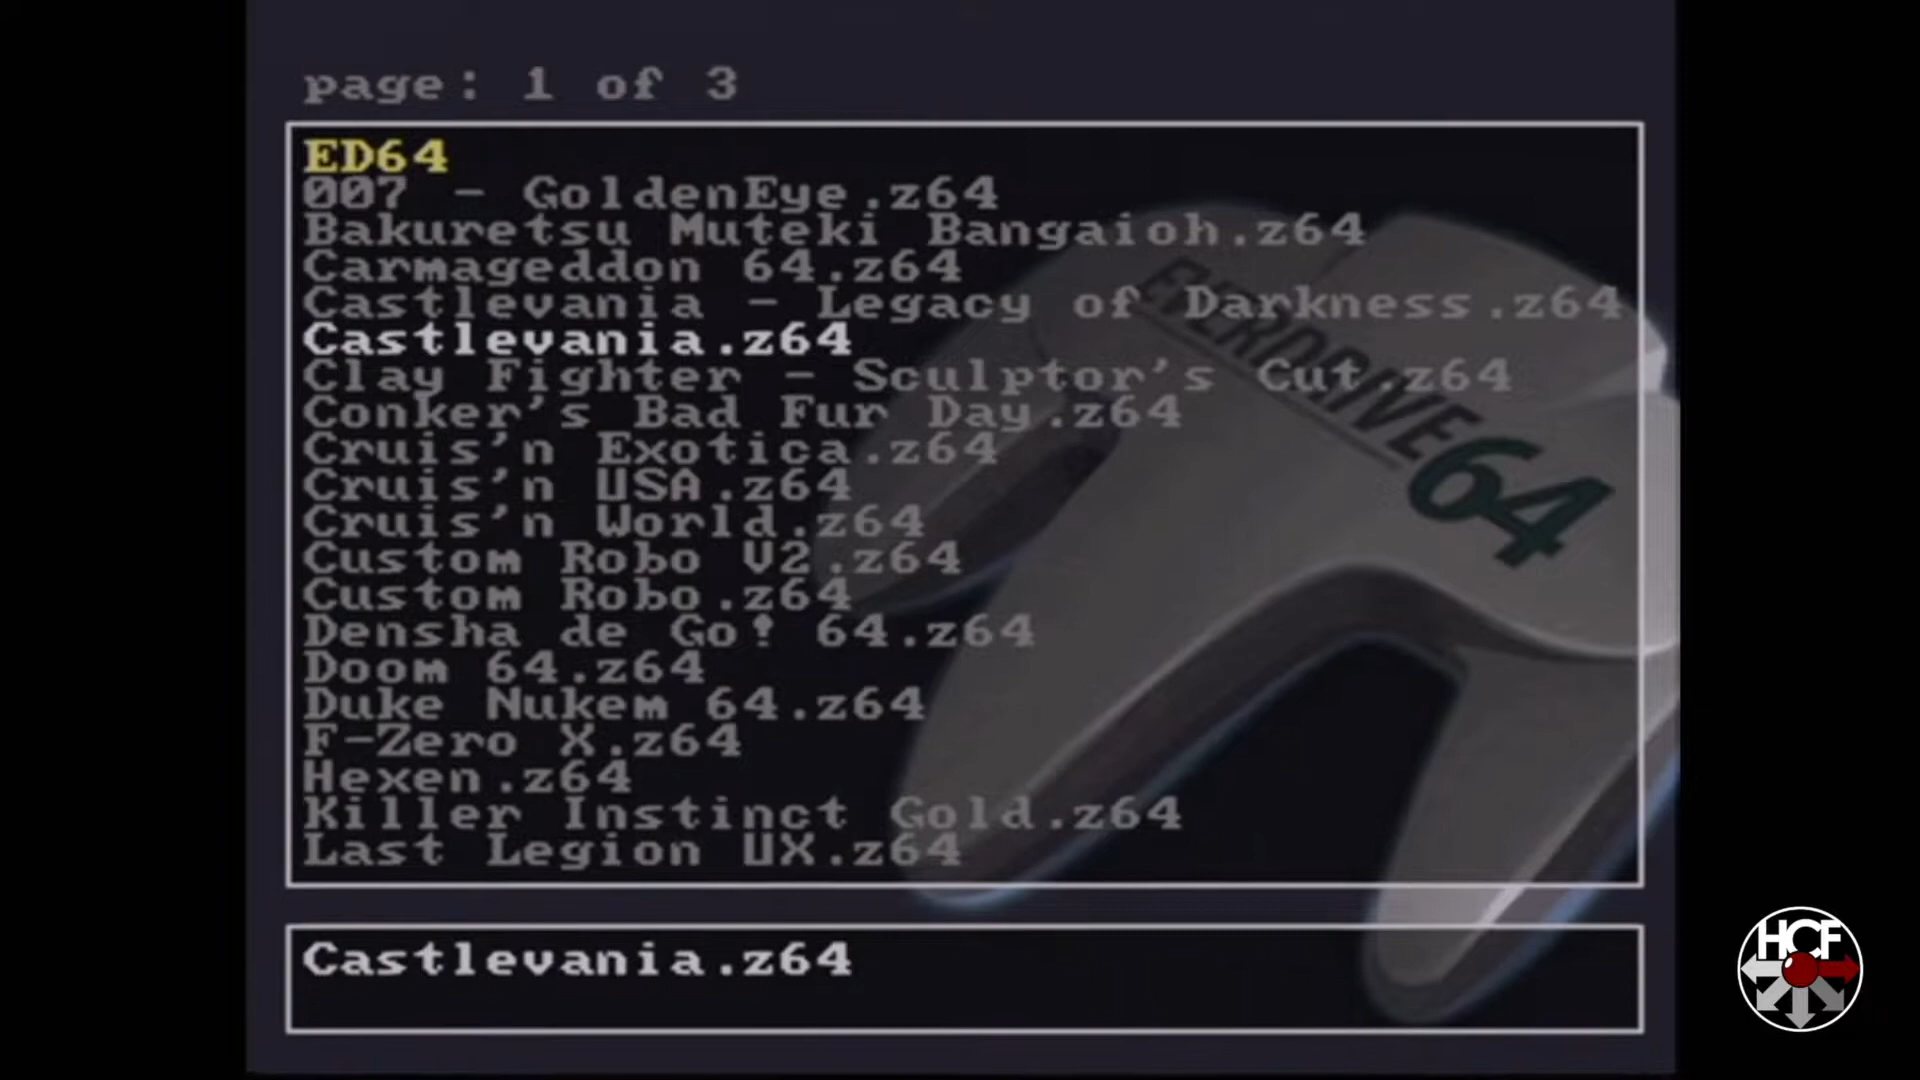 page: 1 of 3
ED64
007 - GoldenEye.z64
Bakuretsu Muteki Bangaioh.z64
Carmageddon 64.z64
Castlevania - Legacy of Darkness.z64
Castlevania.z64
Clay Fighter - Sculptor's Cut.z64
Conker's Bad Fur Day.z64
Cruis'n Exotica.z64
Cruis'n USA.z64
Cruis'n World.z64
Custom Robo V2.z64
Custom Robo.z64
Densha de Go! 64.z64
Doom 64.z64
Duke Nukem 64.z64
F-Zero X.z64
Hexen.z64
Killer Instinct Gold.z64
Last Legion UX.z64
EVERDRIVE64
Castlevania.z64
HCF